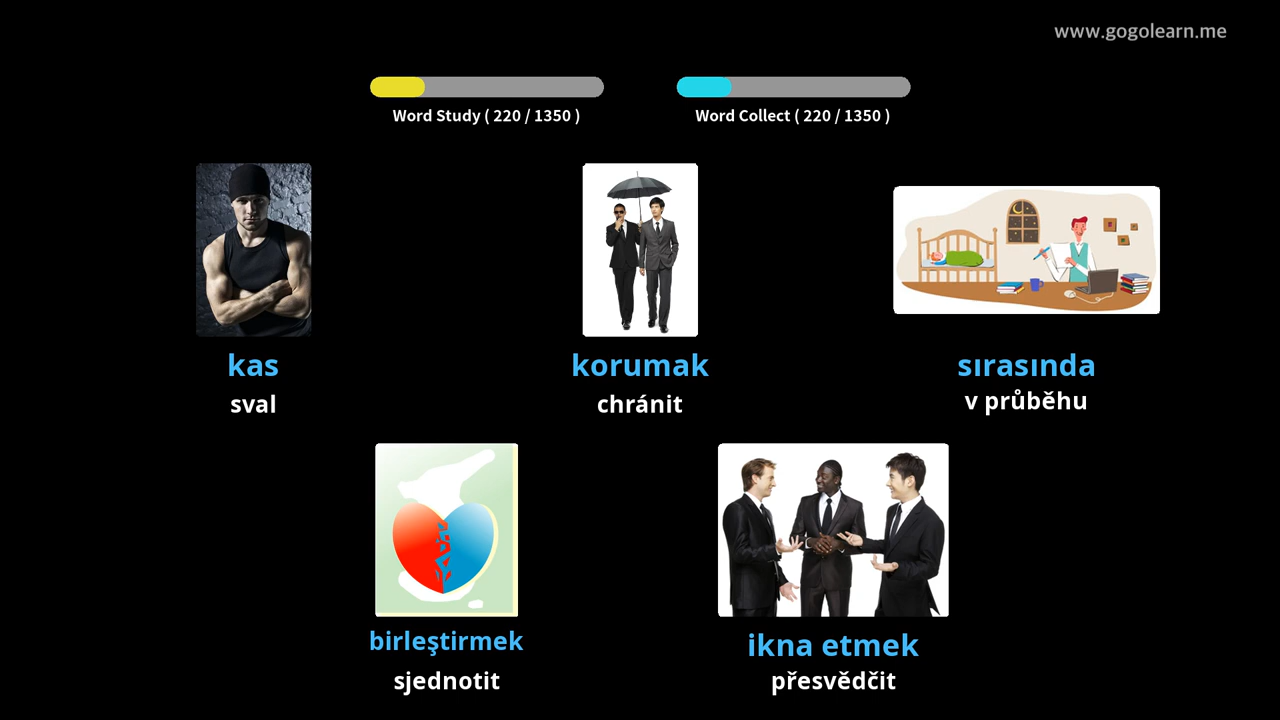 www.gogolearn.me
Word Study ( 220 / 1350 )
Word Collect ( 220 / 1350 )
kas
sval
korumak
chránit
sırasında
v průběhu
birleştirmek
sjednotit
ikna etmek
přesvědčit